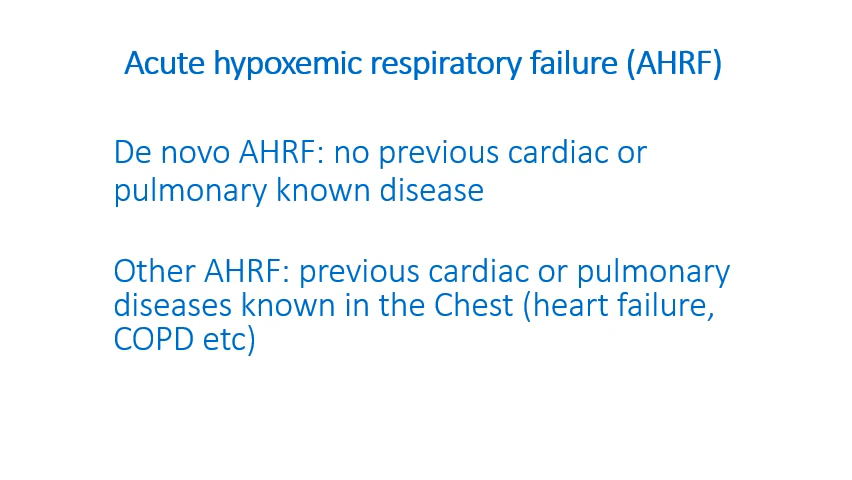 Acute hypoxemic respiratory failure (AHRF)
De novo AHRF: no previous cardiac or
pulmonary known disease
Other AHRF: previous cardiac or pulmonary
diseases known in the Chest (heart failure,
COPD etc)